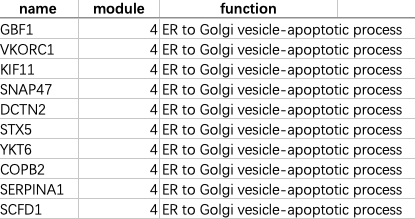 name module function
GBF1 4 ER to Golgi vesicle-apoptotic process
VKORC1 4 ER to Golgi vesicle-apoptotic process
KIF11 4 ER to Golgi vesicle-apoptotic process
SNAP47 4 ER to Golgi vesicle-apoptotic process
DCTN2 4 ER to Golgi vesicle-apoptotic process
STX5 4 ER to Golgi vesicle-apoptotic process
YKT6 4 ER to Golgi vesicle-apoptotic process
COPB2 4 ER to Golgi vesicle-apoptotic process
SERPINA1 4 ER to Golgi vesicle-apoptotic process
SCFD1 4 ER to Golgi vesicle-apoptotic process